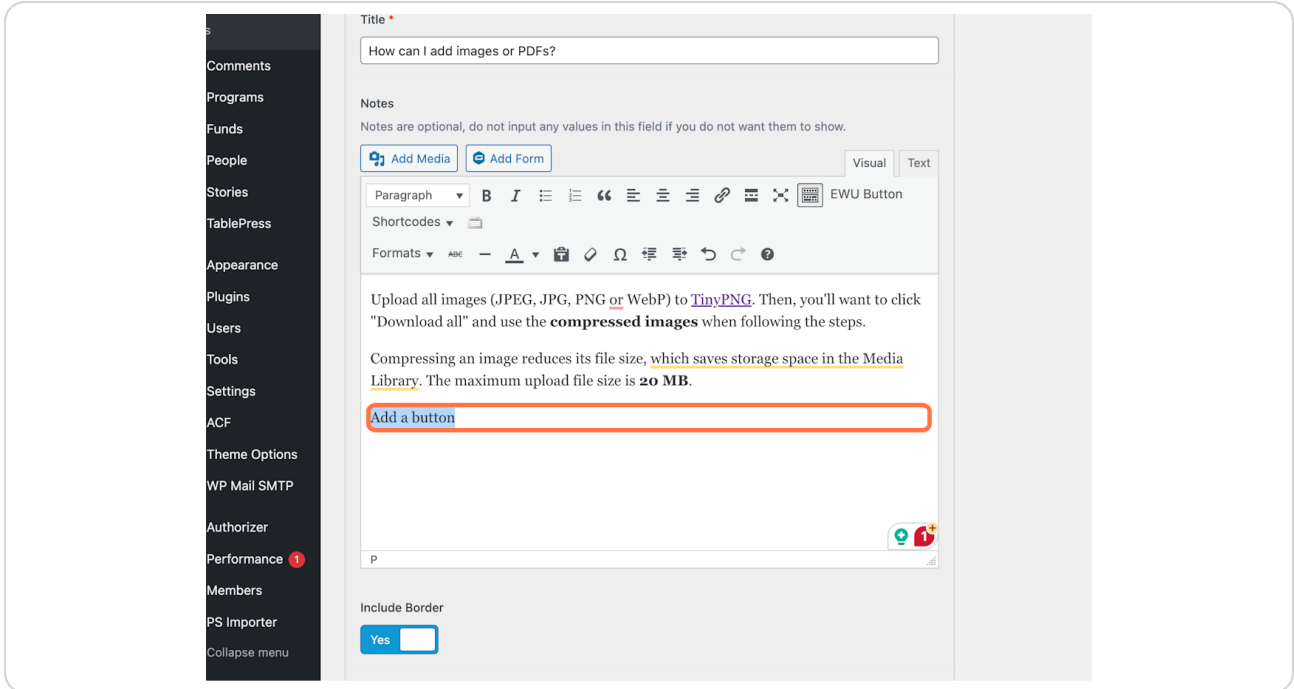 s
Comments
Programs
Funds
People
Stories
TablePress
Appearance
Plugins
Users
Tools
Settings
ACF
Theme Options
WP Mail SMTP
Authorizer
Performance 1
Members
PS Importer
Collapse menu
Title *
How can I add images or PDFs?
Notes
Notes are optional, do not input any values in this field if you do not want them to show.
Add Media Add Form
Visual Text
Paragraph B I EWU Button
Shortcodes
Formats ABC A Ω
Upload all images (JPEG, JPG, PNG or WebP) to TinyPNG. Then, you'll want to click
"Download all" and use the compressed images when following the steps.
Compressing an image reduces its file size, which saves storage space in the Media
Library. The maximum upload file size is 20 MB.
Add a button
1
P
Include Border
Yes